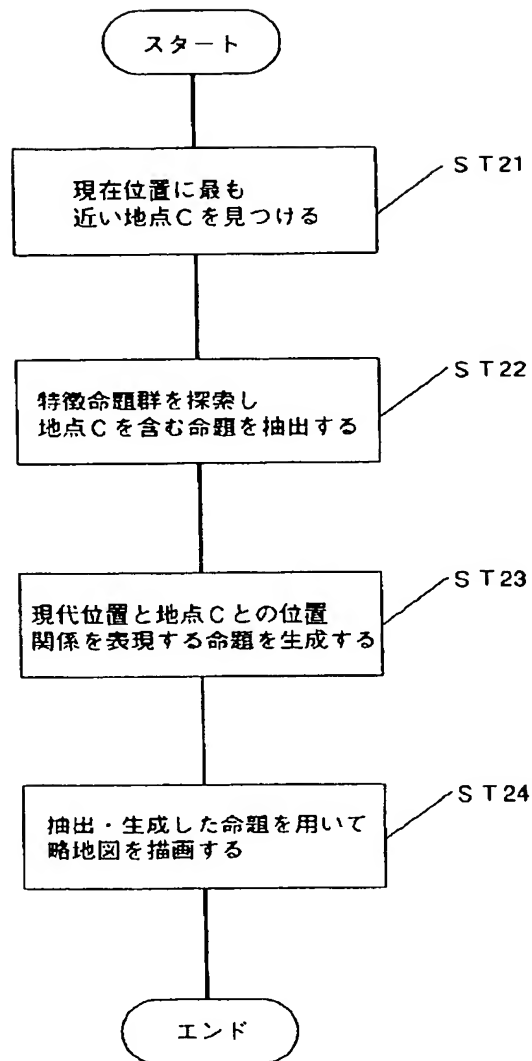 スタート
現在位置に最も
近い地点Cを見つける
ST21
特徴命題群を探索し
地点Cを含む命題を抽出する
ST22
現代位置と地点Cとの位置
関係を表現する命題を生成する
ST23
抽出・生成した命題を用いて
略地図を描画する
ST24
エンド